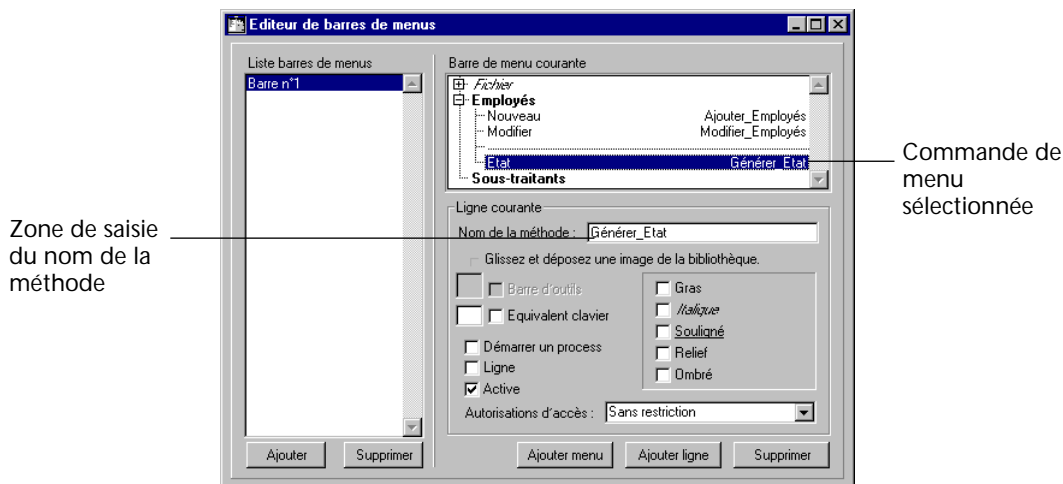 Editeur de barres de menus
Liste barres de menus
Barre n°1
Barre de menu courante
Fichier
Employés
Nouveau Ajouter_Employés
Modifier Modifier_Employés
Etat Générer_Etat
Sous-traitants
Commande de
menu
sélectionnée
Zone de saisie
du nom de la
méthode
Ligne courante
Nom de la méthode : Générer_Etat
Glissez et déposez une image de la bibliothèque.
Barre d'outils
Equivalent clavier
Démarrer un process
Ligne
Active
Gras
Italique
Souligné
Relief
Ombré
Autorisations d'accès : Sans restriction
Ajouter Supprimer
Ajouter menu Ajouter ligne Supprimer